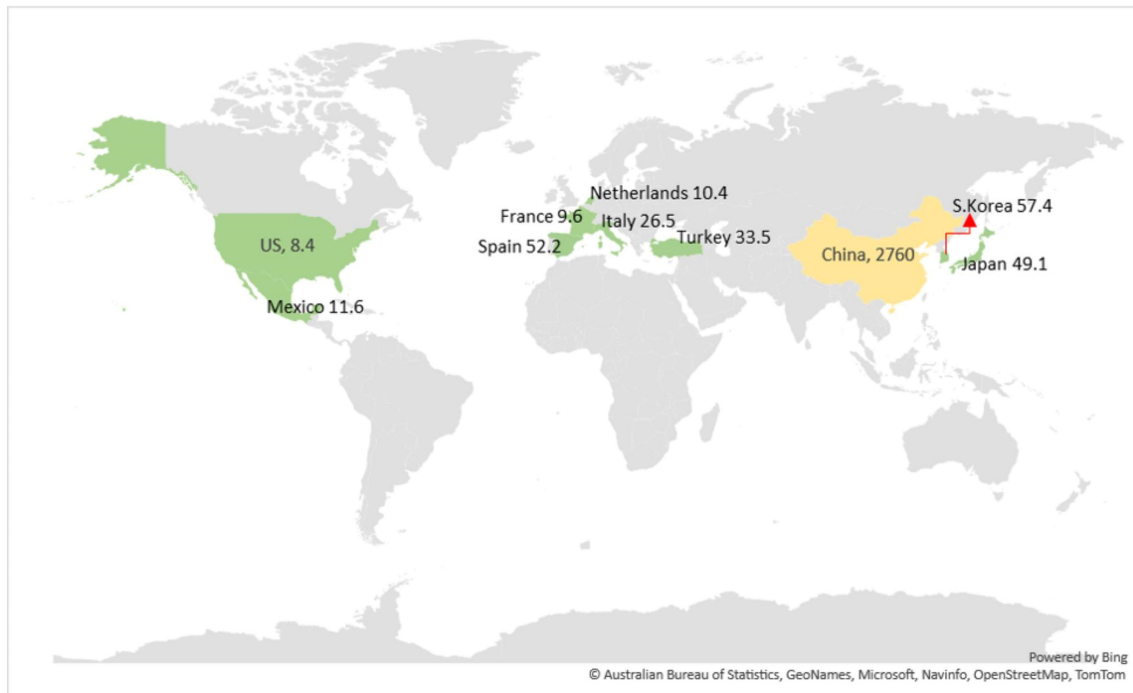 Netherlands 10.4
S.Korea 57.4
France 9.6
Italy 26.5
Turkey 33.5
US, 8.4
Spain 52.2
China, 2760
Japan 49.1
Mexico 11.6
Powered by Bing
© Australian Bureau of Statistics, GeoNames, Microsoft, Navinfo, OpenStreetMap, TomTom